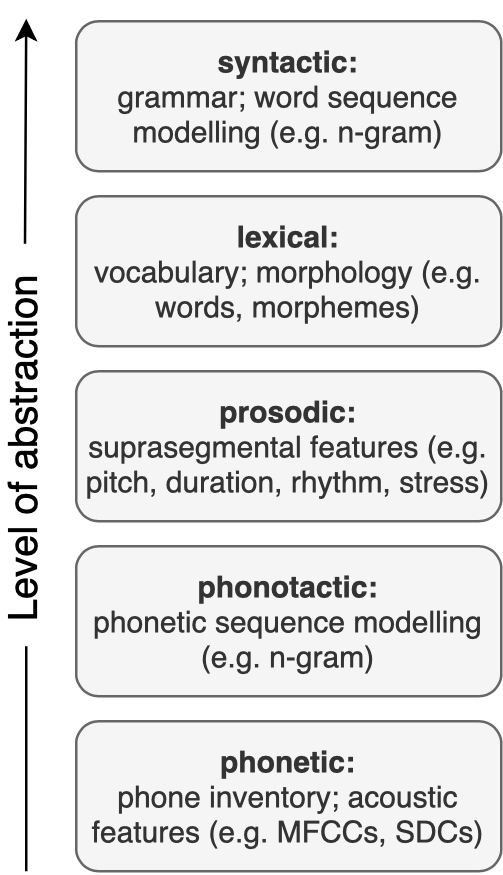 syntactic:
grammar; word sequence
modelling (e.g. n-gram)
lexical:
vocabulary; morphology (e.g.
words, morphemes)
prosodic:
suprasegmental features (e.g.
pitch, duration, rhythm, stress)
phonotactic:
phonetic sequence modelling
(e.g. n-gram)
phonetic:
phone inventory; acoustic
features (e.g. MFCCs, SDCs)
Level of abstraction